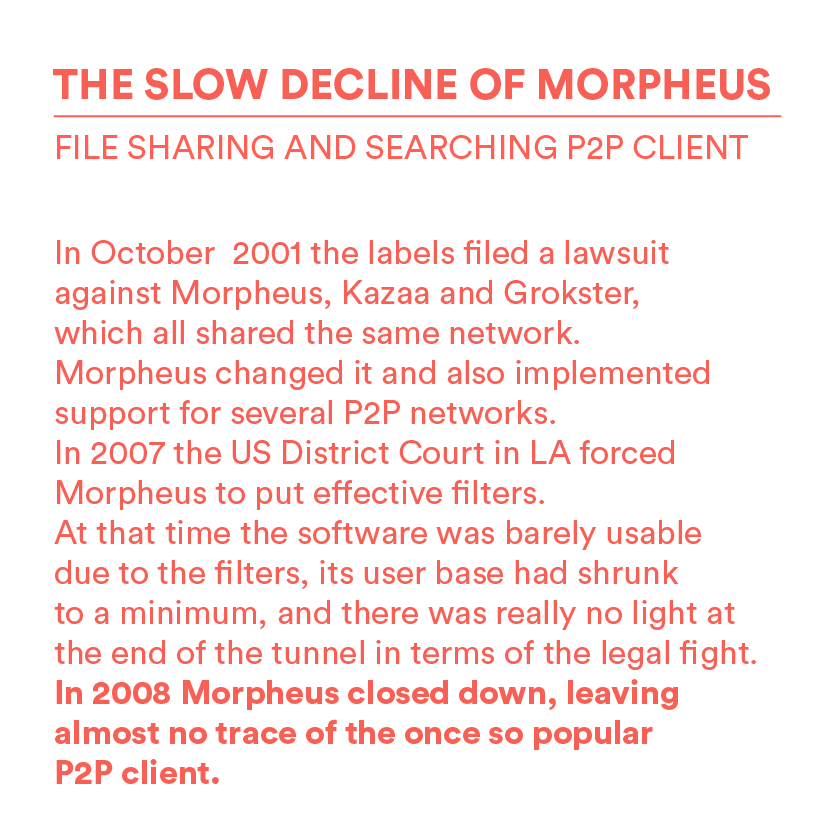 THE SLOW DECLINE OF MORPHEUS
FILE SHARING AND SEARCHING P2P CLIENT
In October  2001 the labels filed a lawsuit
against Morpheus, Kazaa and Grokster,
which all shared the same network.
Morpheus changed it and also implemented
support for several P2P networks.
In 2007 the US District Court in LA forced
Morpheus to put effective filters.
At that time the software was barely usable
due to the filters, its user base had shrunk
to a minimum, and there was really no light at
the end of the tunnel in terms of the legal fight.
In 2008 Morpheus closed down, leaving
almost no trace of the once so popular
P2P client.